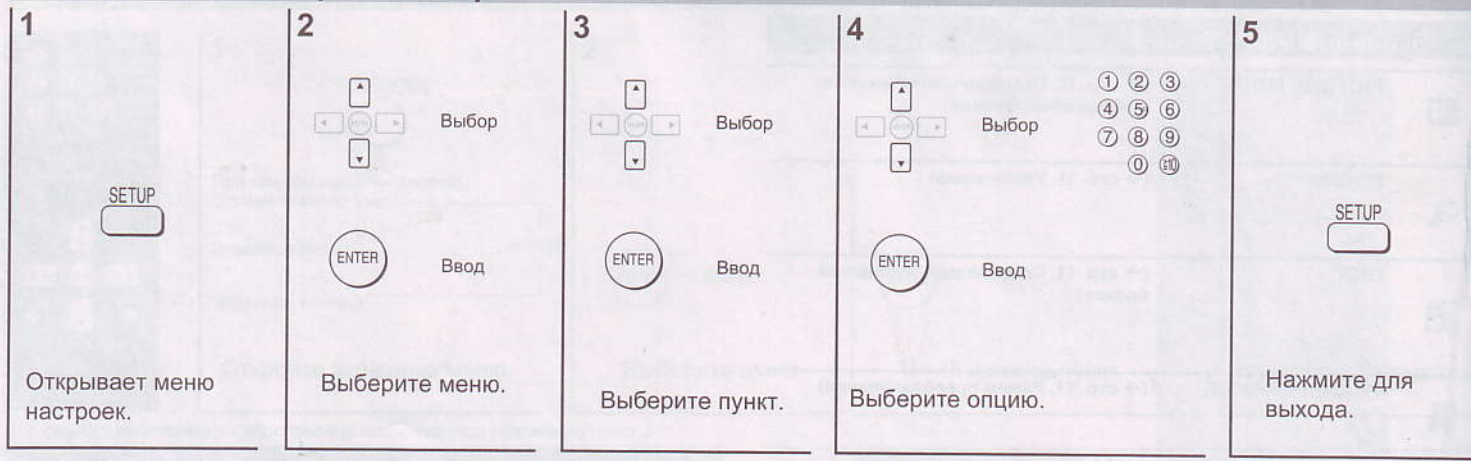 1
SETUP
Открывает меню
настроек.
2
Выбор
ENTER
Ввод
Выберите меню.
3
Выбор
ENTER
Ввод
Выберите пункт.
4
Выбор
1 2 3
4 5 6
7 8 9
0 ≧10
ENTER
Ввод
Выберите опцию.
5
SETUP
Нажмите для
выхода.